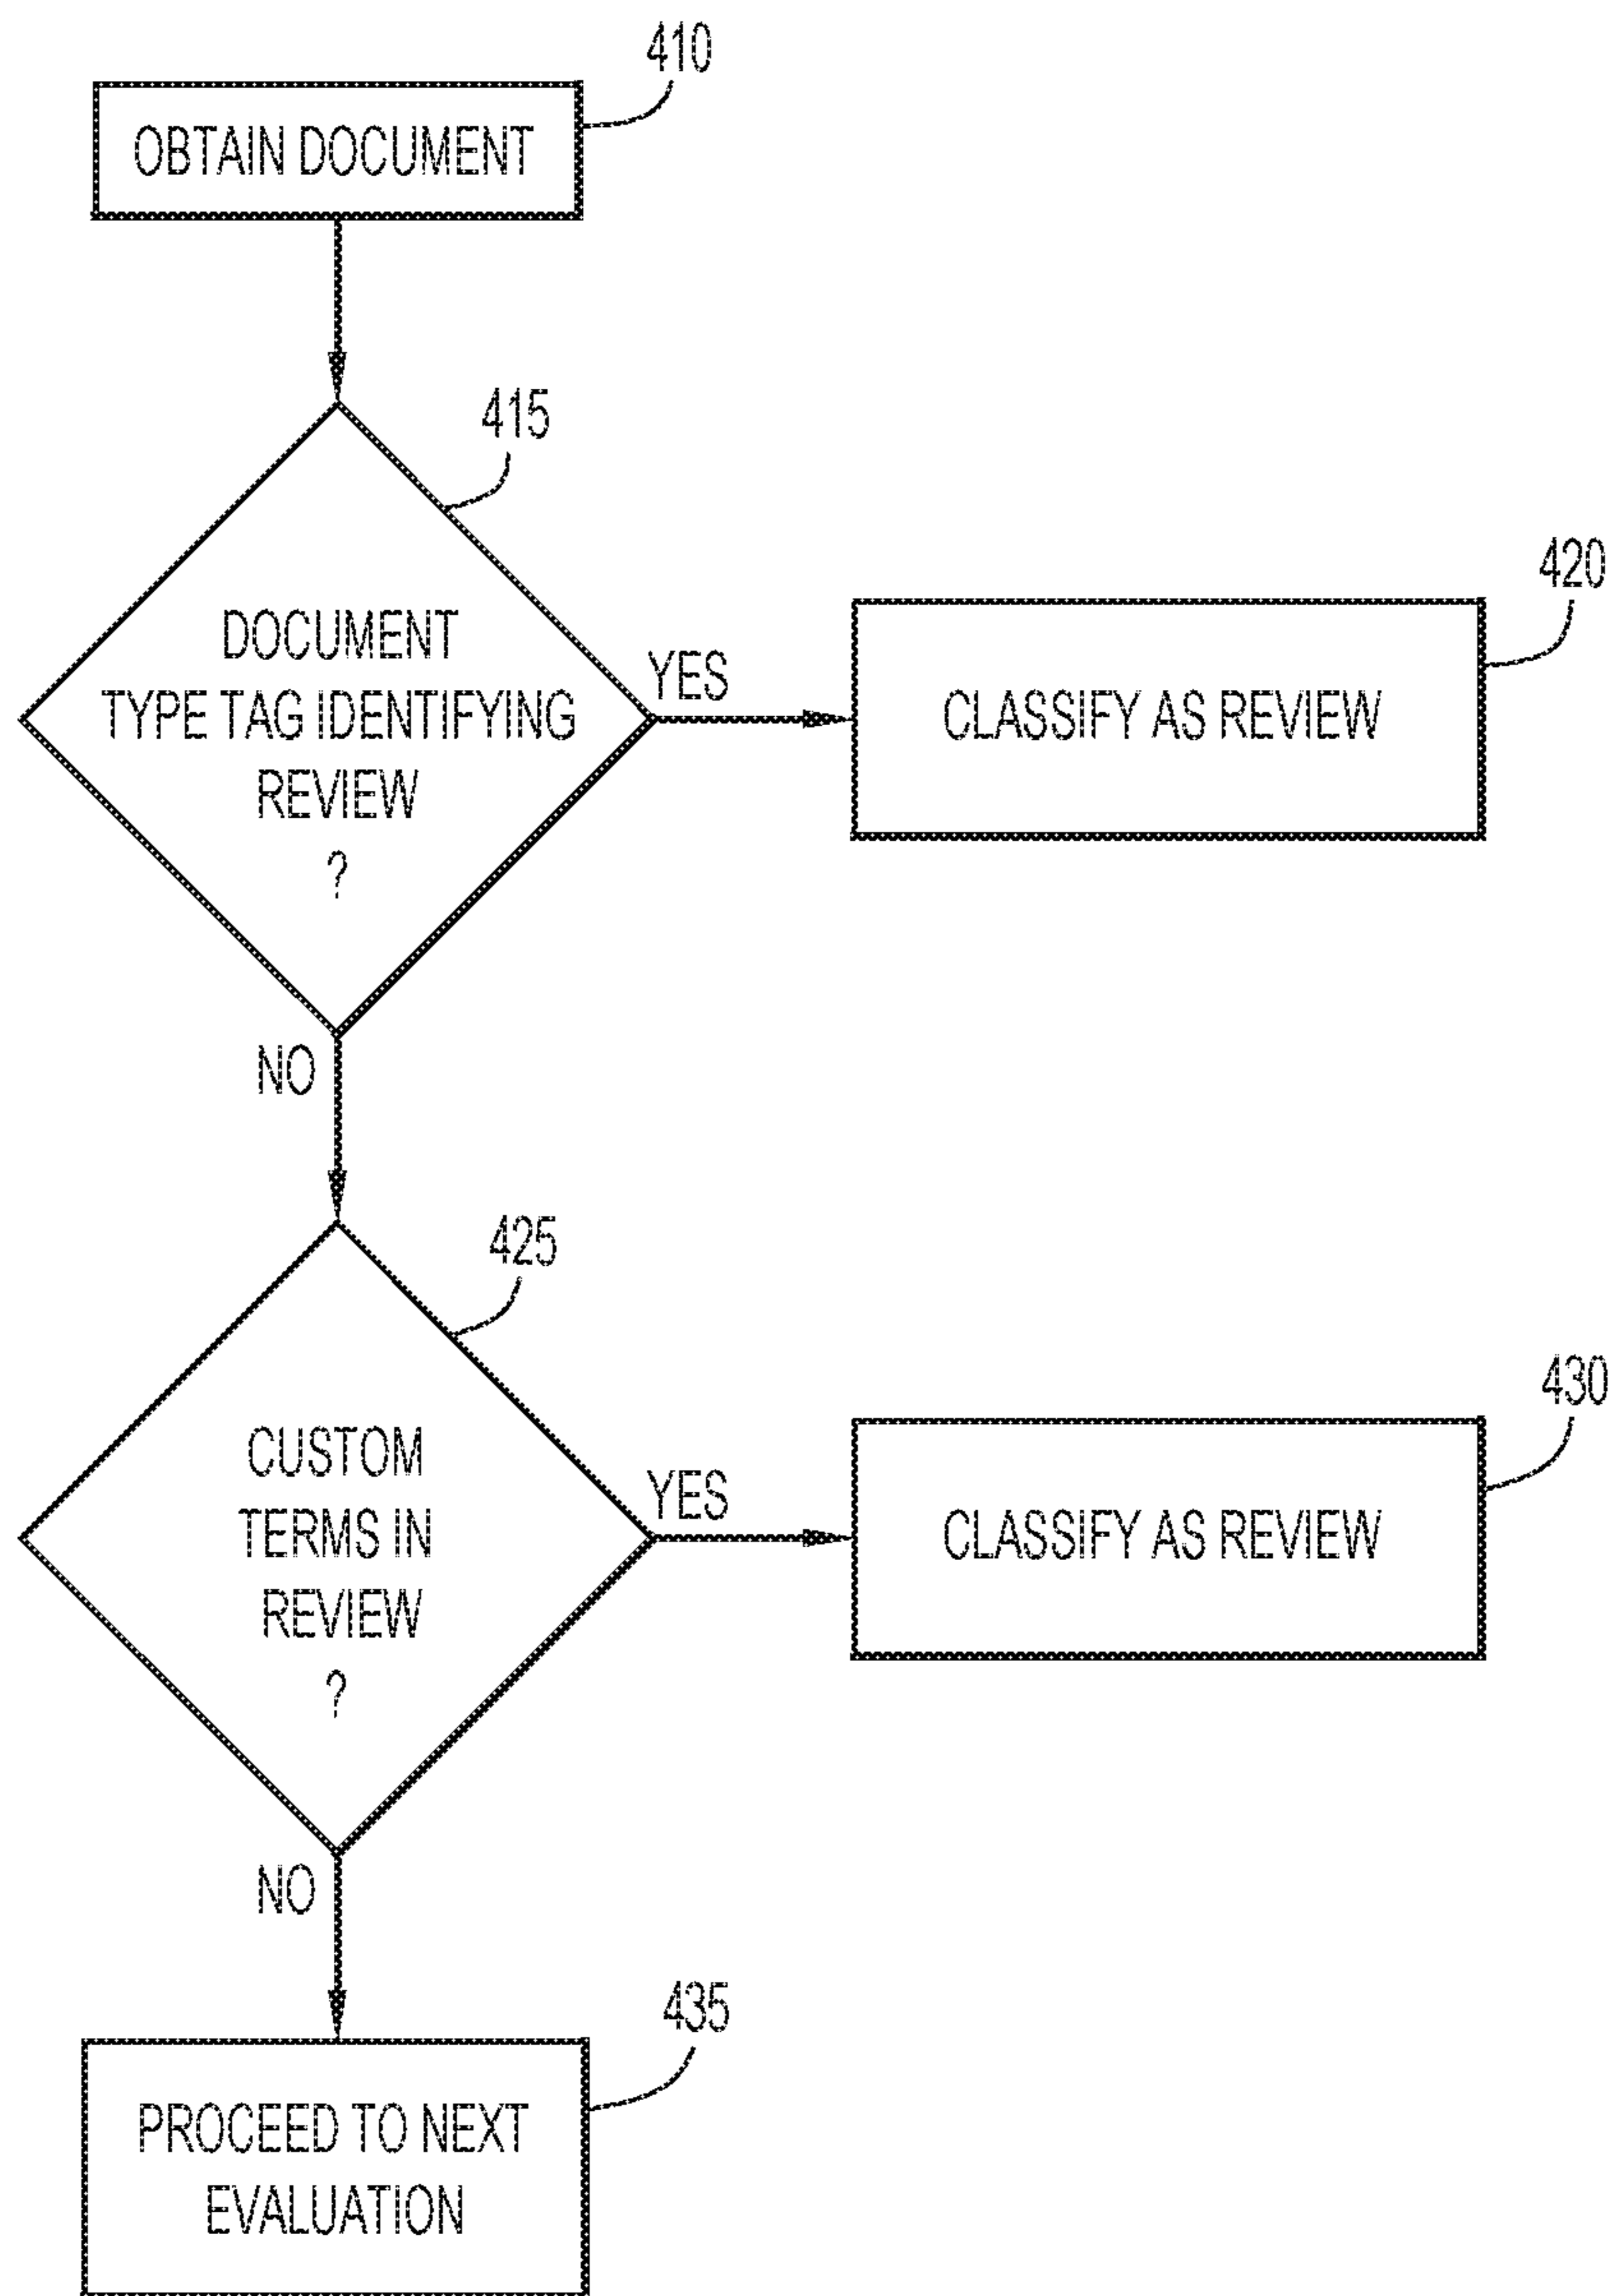 410
OBTAIN DOCUMENT
415
DOCUMENT
TYPE TAG IDENTIFYING
REVIEW
?
YES
420
CLASSIFY AS REVIEW
NO
425
CUSTOM
TERMS IN
REVIEW
?
YES
430
CLASSIFY AS REVIEW
NO
435
PROCEED TO NEXT
EVALUATION